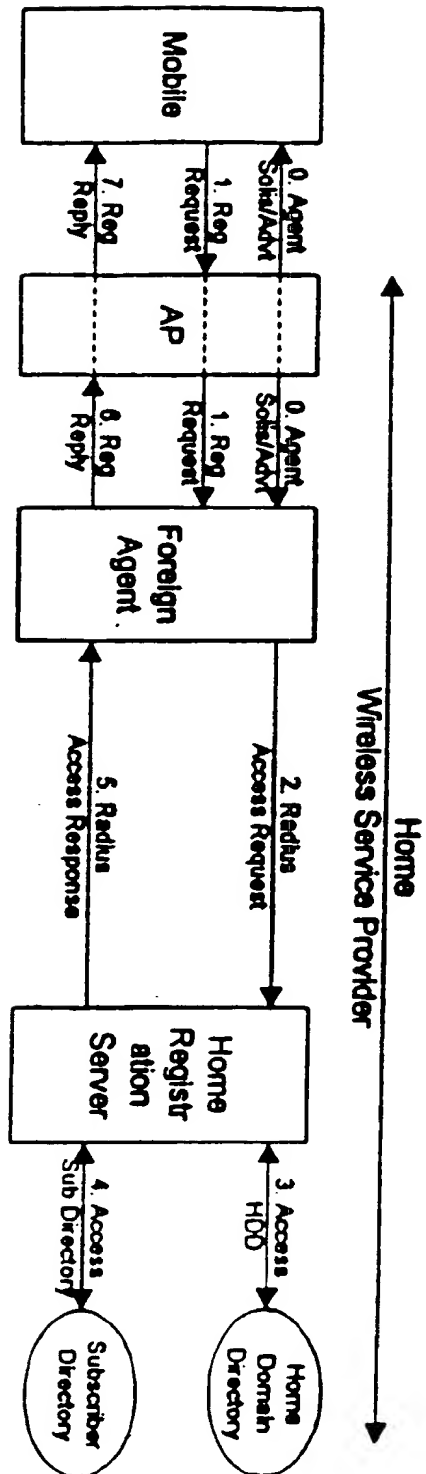 Home
Wireless Service Provider
Mobile
0. Agent
Solis/Advt
1. Reg
Request
7. Reg
Reply
AP
0. Agent
Solis/Advt
1. Reg
Request
6. Reg
Reply
Foreign
Agent
2. Radius
Access Request
5. Radius
Access Response
Home
Registr
ation
Server
3. Access
HDD
4. Access
Sub Directory
Home
Domain
Directory
Subscriber
Directory